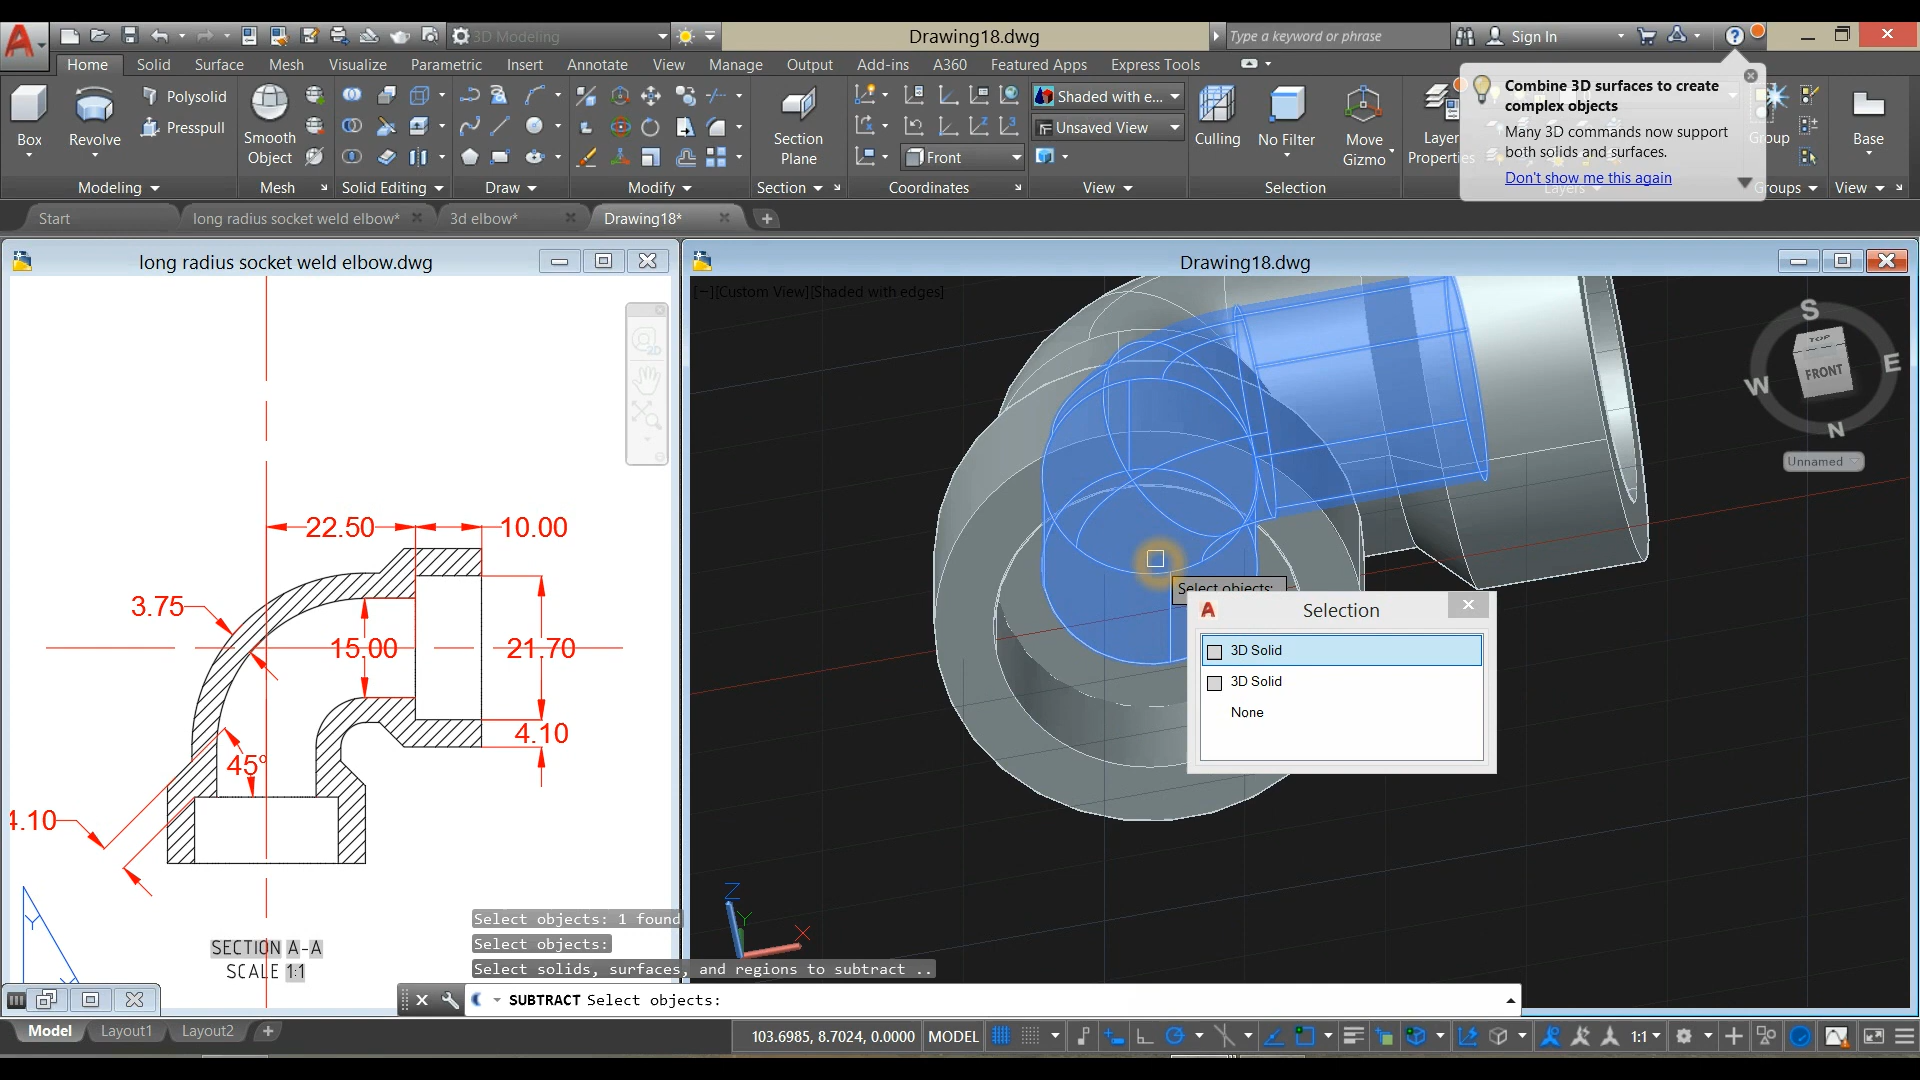 3D Modeling
Drawing18.dwg
Type a keyword or phrase
Sign In
Home
Solid
Surface
Mesh
Visualize
Parametric
Insert
Annotate
View
Manage
Output
Add-ins
A360
Featured Apps
Express Tools
Box
Revolve
Polysolid
Presspull
Smooth
Object
Section
Plane
Front
Shaded with e...
Unsaved View
Culling
No Filter
Move
Gizmo
Layer
Properties
Group
Base
Combine 3D surfaces to create
complex objects
Many 3D commands now support
both solids and surfaces.
Don't show me this again
Modeling
Mesh
Solid Editing
Draw
Modify
Section
Coordinates
View
Selection
Layers
Groups
View
Start
long radius socket weld elbow*
3d elbow*
Drawing18*
long radius socket weld elbow.dwg
Drawing18.dwg
[−][Custom View][Shaded with edges]
2D
22.50
10.00
3.75
15.00
21.70
4.10
45°
4.10
SECTION A-A
SCALE 1:1
Y
S
W
E
N
TOP
FRONT
Unnamed
Select objects:
Selection
3D Solid
3D Solid
None
Z
Y
X
Select objects: 1 found
Select objects:
Select solids, surfaces, and regions to subtract ..
SUBTRACT Select objects:
Model
Layout1
Layout2
103.6985, 8.7024, 0.0000
MODEL
1:1